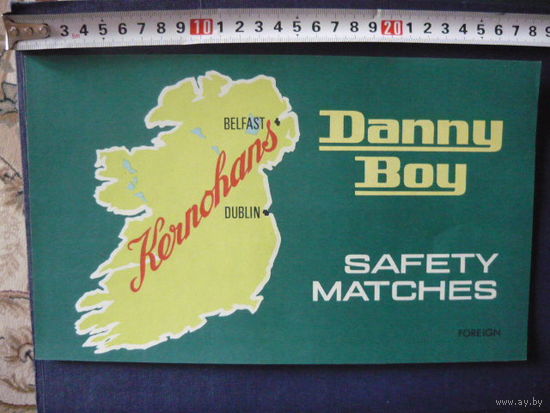 3 4 5 6 7 8 9 10 1 2 3 4 5 6 7 8 9 20 1 2 3 4 5 6 7 8 9
BELFAST
Danny
Boy
Kernohans
DUBLIN
SAFETY
MATCHES
FOREIGN
www.ay.by